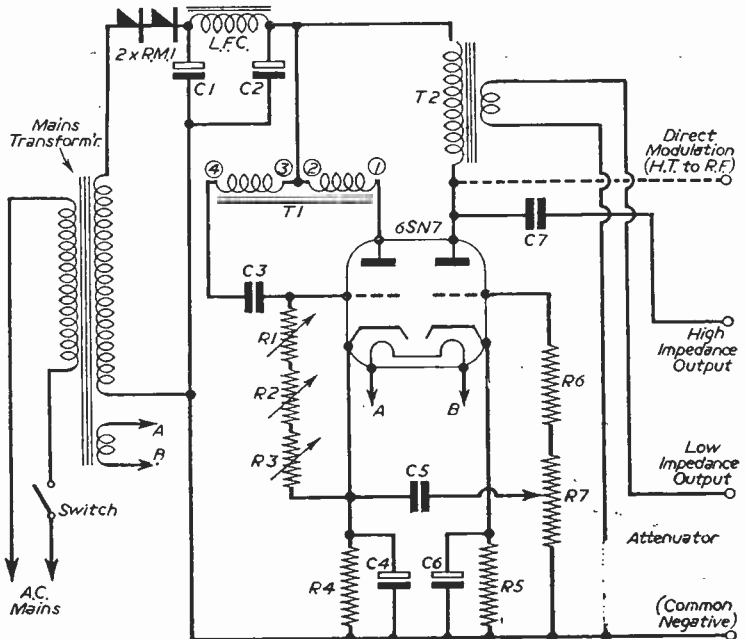 2 x R.M.1
L.F.C.
C1
C2
T2
Mains
Transform'r.
4
3
2
1
T1
6SN7
Direct
Modulation
(H.T. to R.F.)
C7
C3
R1
R2
R3
A
B
R6
High
Impedance
Output
A
B
C5
R7
Low
Impedance
Output
Switch
Attenuator
R4
C4
C6
R5
A.C.
Mains
(Common
Negative)